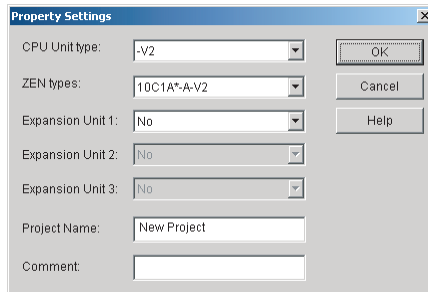 Property Settings
CPU Unit type: -V2 OK
ZEN types: 10C1A*-A-V2 Cancel
Expansion Unit 1: No Help
Expansion Unit 2: No
Expansion Unit 3: No
Project Name: New Project
Comment: